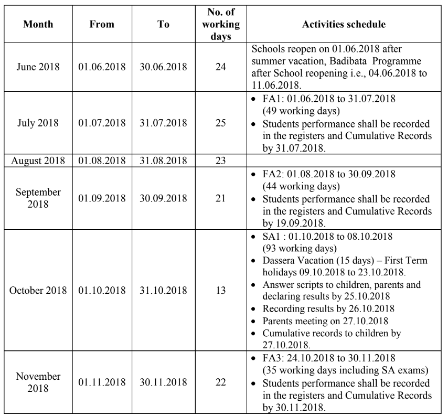 Month From To No. of working days Activities schedule
June 2018 01.06.2018 30.06.2018 24
Schools reopen on 01.06.2018 after
summer vacation, Badibata Programme
after School reopening i.e., 04.06.2018 to
11.06.2018.
July 2018 01.07.2018 31.07.2018 25
• FA1: 01.06.2018 to 31.07.2018
(49 working days)
• Students performance shall be recorded
in the registers and Cumulative Records
by 31.07.2018.
August 2018 01.08.2018 31.08.2018 23
September
2018 01.09.2018 30.09.2018 21
• FA2: 01.08.2018 to 30.09.2018
(44 working days)
• Students performance shall be recorded
in the registers and Cumulative Records
by 19.09.2018.
October 2018 01.10.2018 31.10.2018 13
• SA1 : 01.10.2018 to 08.10.2018
(93 working days)
• Dassera Vacation (15 days) – First Term
holidays 09.10.2018 to 23.10.2018.
• Answer scripts to children, parents and
declaring results by 25.10.2018
• Recording results by 26.10.2018
• Parents meeting on 27.10.2018
• Cumulative records to children by
27.10.2018.
November
2018 01.11.2018 30.11.2018 22
• FA3: 24.10.2018 to 30.11.2018
(35 working days including SA exams)
• Students performance shall be recorded
in the registers and Cumulative Records
by 30.11.2018.